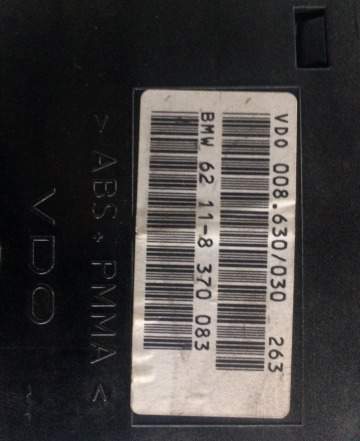 VDO 008.630/030 263
BMW 62 11-8 370 083
> ABS + PMMA <
VDO